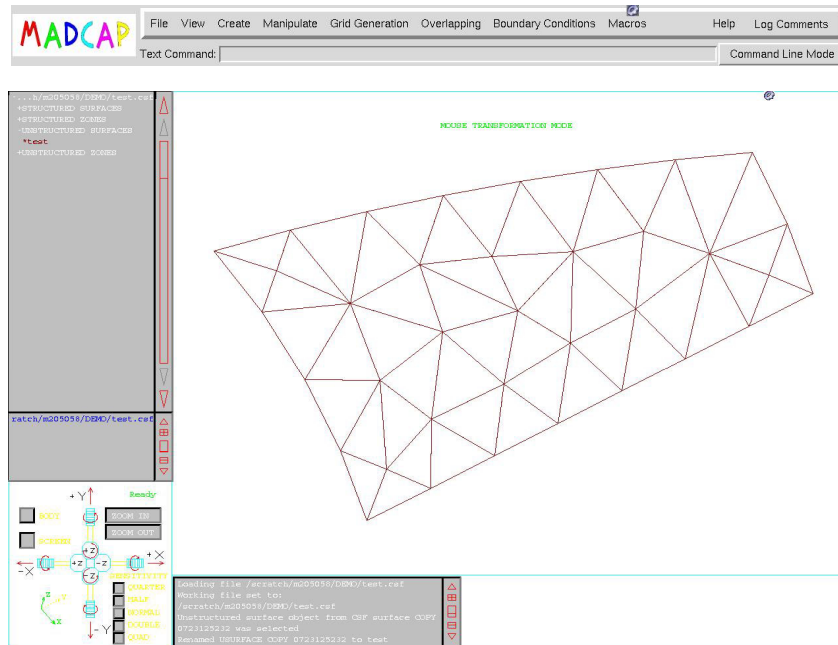 MADCAP
File View Create Manipulate Grid Generation Overlapping Boundary Conditions Macros Help Log Comments
Text Command: Command Line Mode
...h/m205058/DEMO/test.csf
+STRUCTURED SURFACES
+STRUCTURED ZONES
-UNSTRUCTURED SURFACES
*test
+UNSTRUCTURED ZONES
MOUSE TRANSFORMATION MODE
ratch/m205058/DEMO/test.csf
+Y Ready
BODY ZOOM IN
SCREEN ZOOM OUT
+Z
+Z -Z
-Z
-X +X
SENSITIVITY
QUARTER
HALF
NORMAL
DOUBLE
QUAD
Z Y
X
-Y
Loading file /scratch/m205058/DEMO/test.csf
Working file set to:
/scratch/m205058/DEMO/test.csf
Unstructured surface object from CSF surface COPY
0723125232 was selected
Renamed USURFACE COPY 0723125232 to test